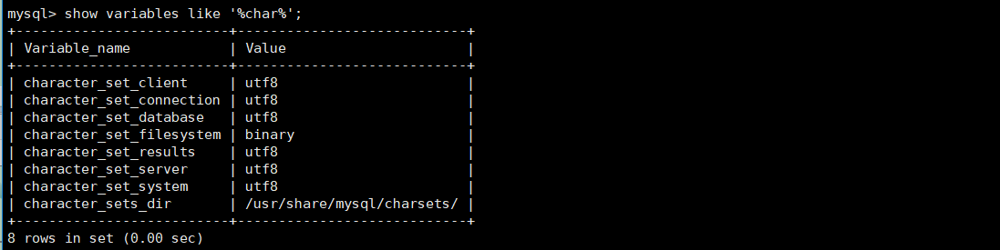 mysql> show variables like '%char%';
+--------------------------+----------------------------+
| Variable_name            | Value                      |
+--------------------------+----------------------------+
| character_set_client     | utf8                       |
| character_set_connection | utf8                       |
| character_set_database   | utf8                       |
| character_set_filesystem | binary                     |
| character_set_results    | utf8                       |
| character_set_server     | utf8                       |
| character_set_system     | utf8                       |
| character_sets_dir       | /usr/share/mysql/charsets/ |
+--------------------------+----------------------------+
8 rows in set (0.00 sec)